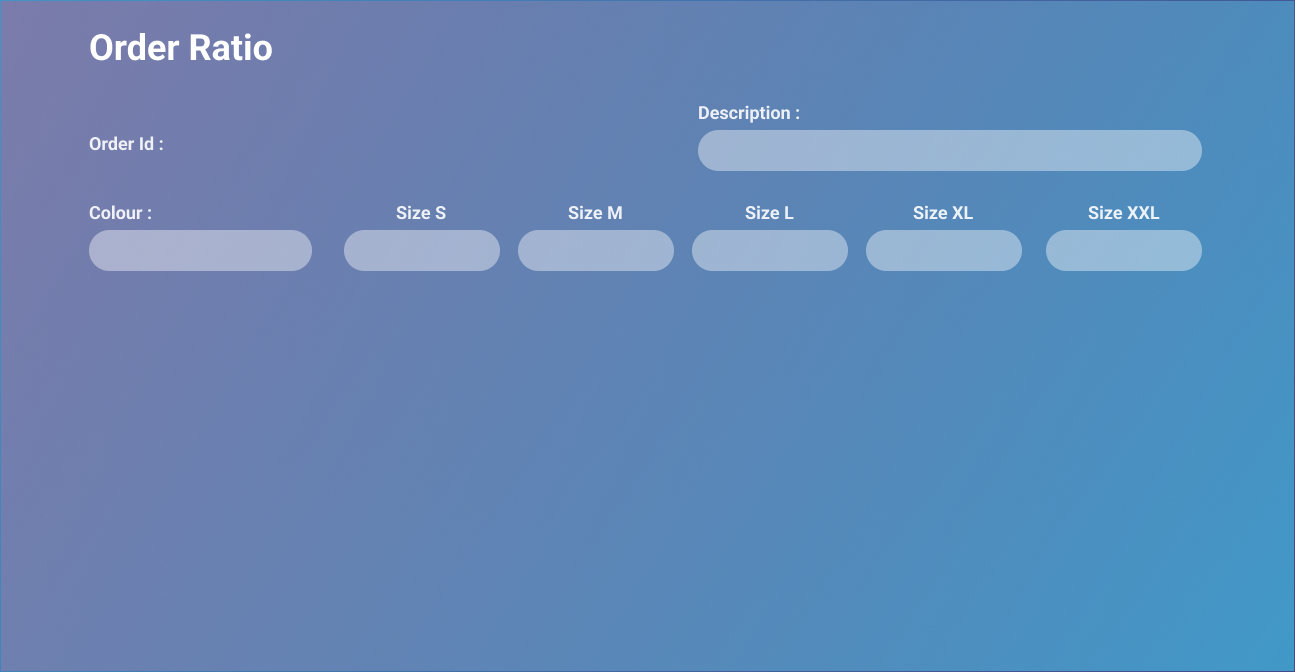 Order Ratio
Description :
Order Id :
Colour : Size S Size M Size L Size XL Size XXL